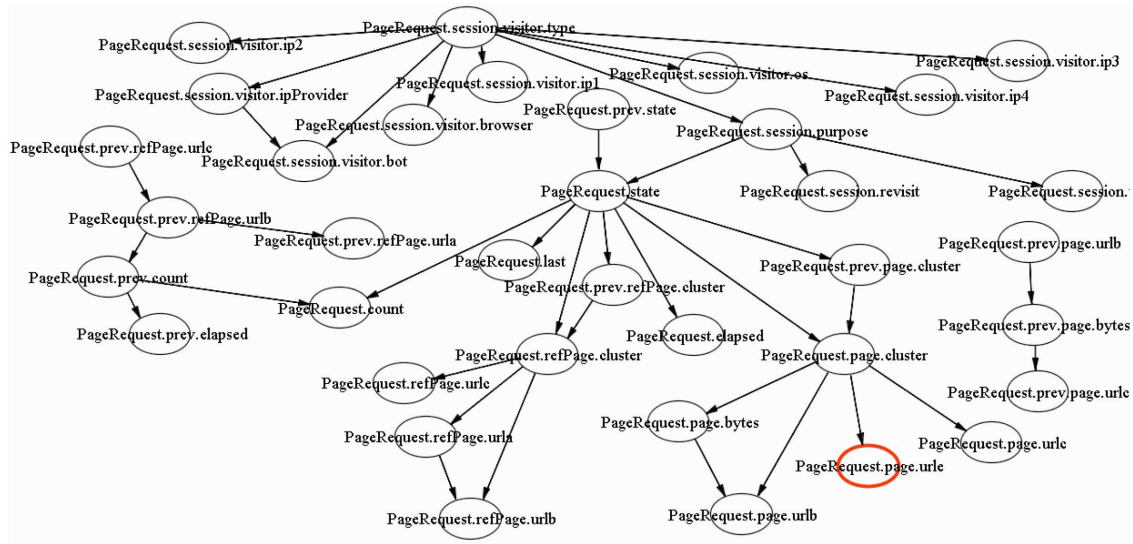 PageRequest.session.visitor.type
PageRequest.session.visitor.ip2
PageRequest.session.visitor.ip3
PageRequest.session.visitor.os
PageRequest.session.visitor.ip1
PageRequest.session.visitor.ipProvider
PageRequest.session.visitor.ip4
PageRequest.prev.state
PageRequest.session.visitor.browser
PageRequest.session.purpose
PageRequest.prev.refPage.urlc
PageRequest.session.visitor.bot
PageRequest.state
PageRequest.session.revisit
PageRequest.session.
PageRequest.prev.refPage.urlb
PageRequest.prev.refPage.urla
PageRequest.prev.page.urlb
PageRequest.last
PageRequest.prev.page.cluster
PageRequest.prev.count
PageRequest.prev.refPage.cluster
PageRequest.count
PageRequest.prev.page.bytes
PageRequest.prev.elapsed
PageRequest.elapsed
PageRequest.refPage.cluster
PageRequest.page.cluster
PageRequest.refPage.urlc
PageRequest.prev.page.urlc
PageRequest.page.bytes
PageRequest.refPage.urla
PageRequest.page.urlc
PageRequest.page.urle
PageRequest.refPage.urlb
PageRequest.page.urlb